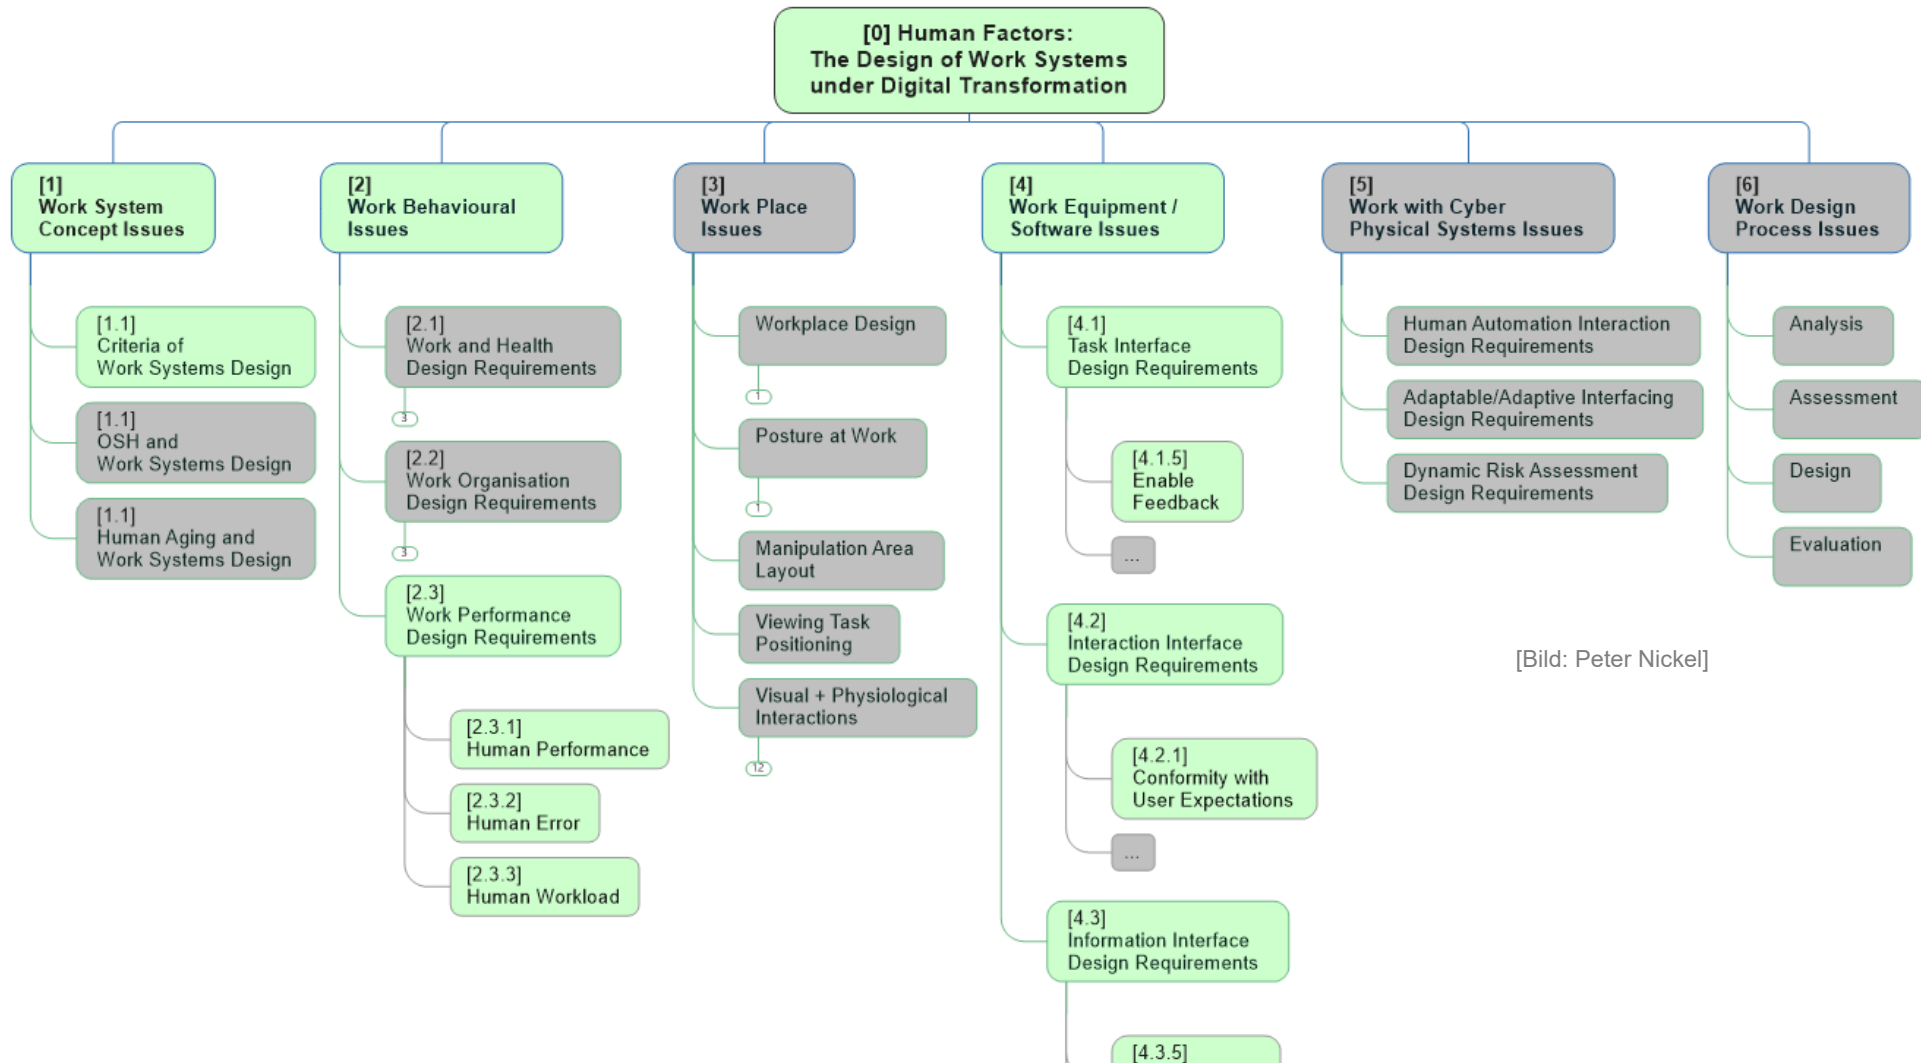 [0] Human Factors:
The Design of Work Systems
under Digital Transformation
[1]
Work System
Concept Issues
[1.1]
Criteria of
Work Systems Design
[1.1]
OSH and
Work Systems Design
[1.1]
Human Aging and
Work Systems Design
[2]
Work Behavioural
Issues
[2.1]
Work and Health
Design Requirements
3
[2.2]
Work Organisation
Design Requirements
3
[2.3]
Work Performance
Design Requirements
[2.3.1]
Human Performance
[2.3.2]
Human Error
[2.3.3]
Human Workload
[3]
Work Place
Issues
Workplace Design
1
Posture at Work
1
Manipulation Area
Layout
Viewing Task
Positioning
Visual + Physiological
Interactions
12
[4]
Work Equipment /
Software Issues
[4.1]
Task Interface
Design Requirements
[4.1.5]
Enable
Feedback
...
[4.2]
Interaction Interface
Design Requirements
[4.2.1]
Conformity with
User Expectations
...
[4.3]
Information Interface
Design Requirements
[4.3.5]
[5]
Work with Cyber
Physical Systems Issues
Human Automation Interaction
Design Requirements
Adaptable/Adaptive Interfacing
Design Requirements
Dynamic Risk Assessment
Design Requirements
[6]
Work Design
Process Issues
Analysis
Assessment
Design
Evaluation
[Bild: Peter Nickel]